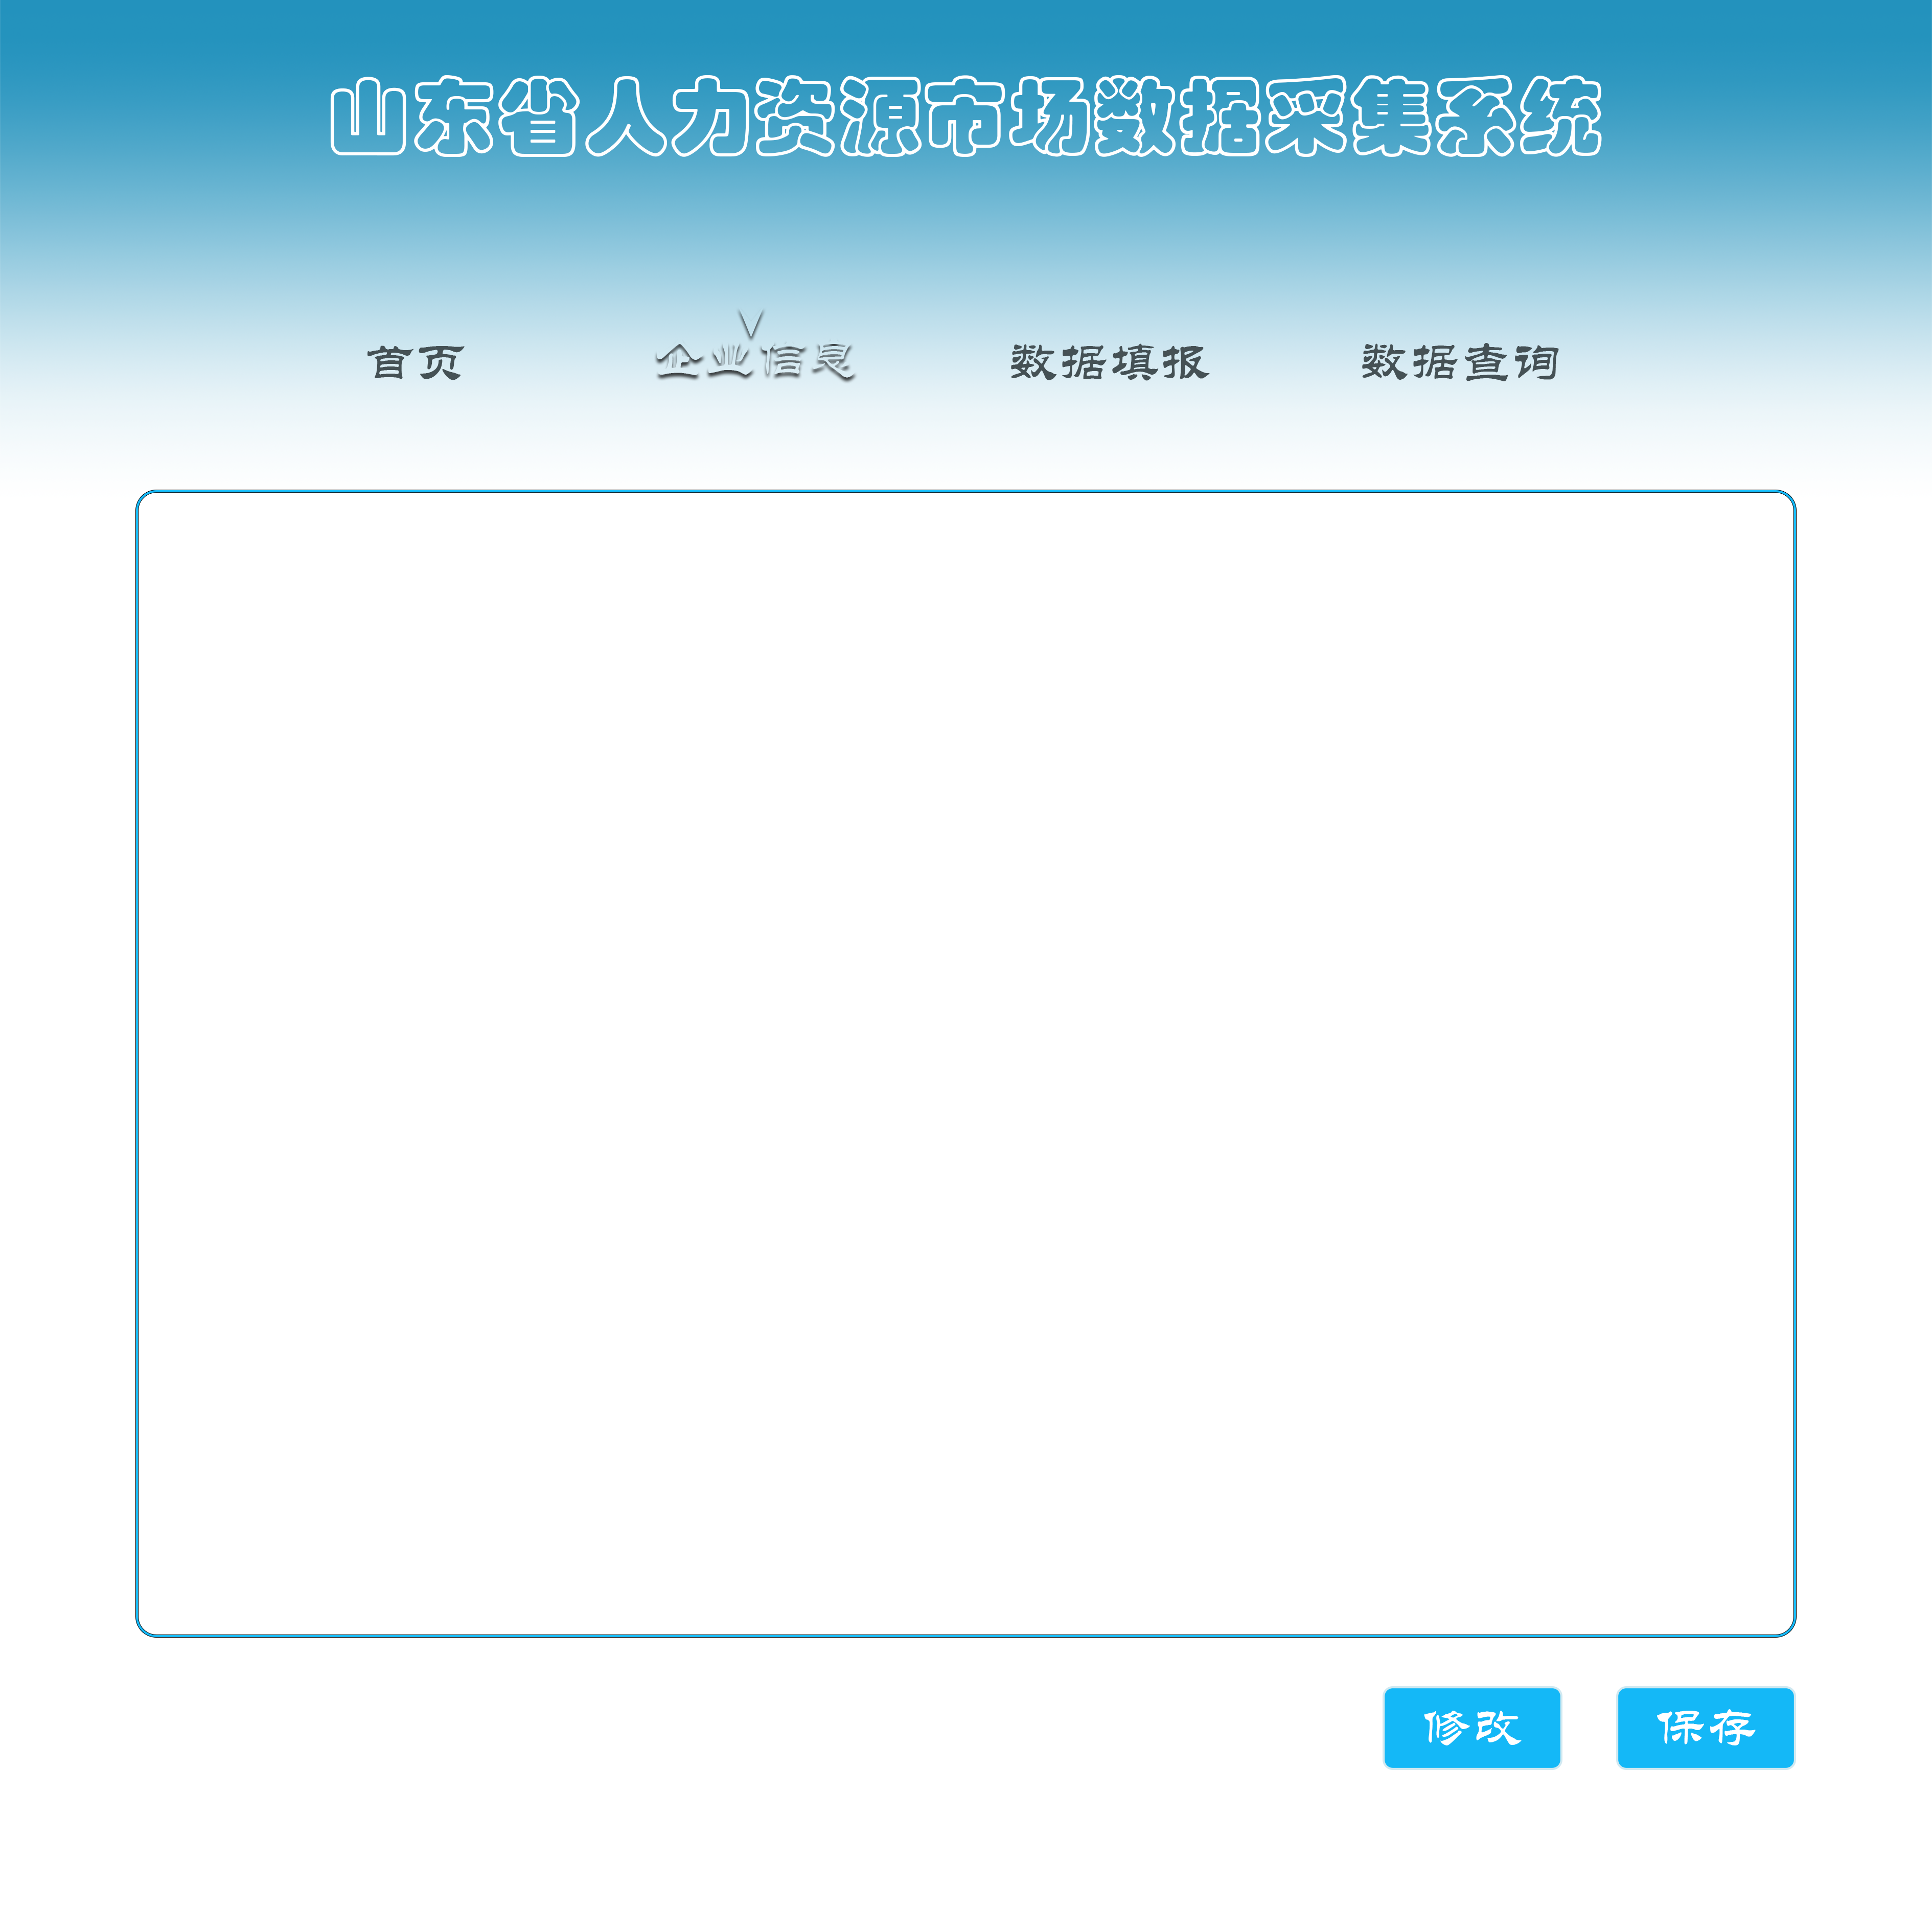 山东省人力资源市场数据采集系统
首页 企业信息 数据填报 数据查询
修改 保存